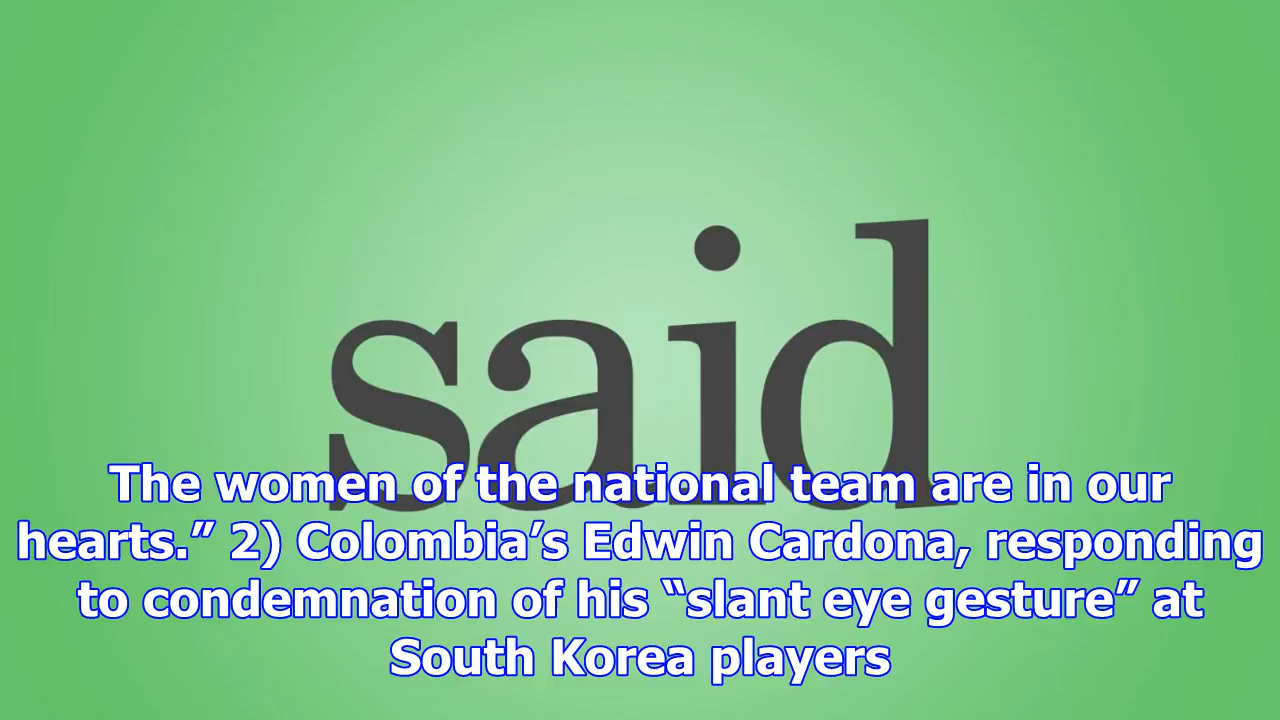 said
The women of the national team are in our
hearts.” 2) Colombia’s Edwin Cardona, responding
to condemnation of his “slant eye gesture” at
South Korea players